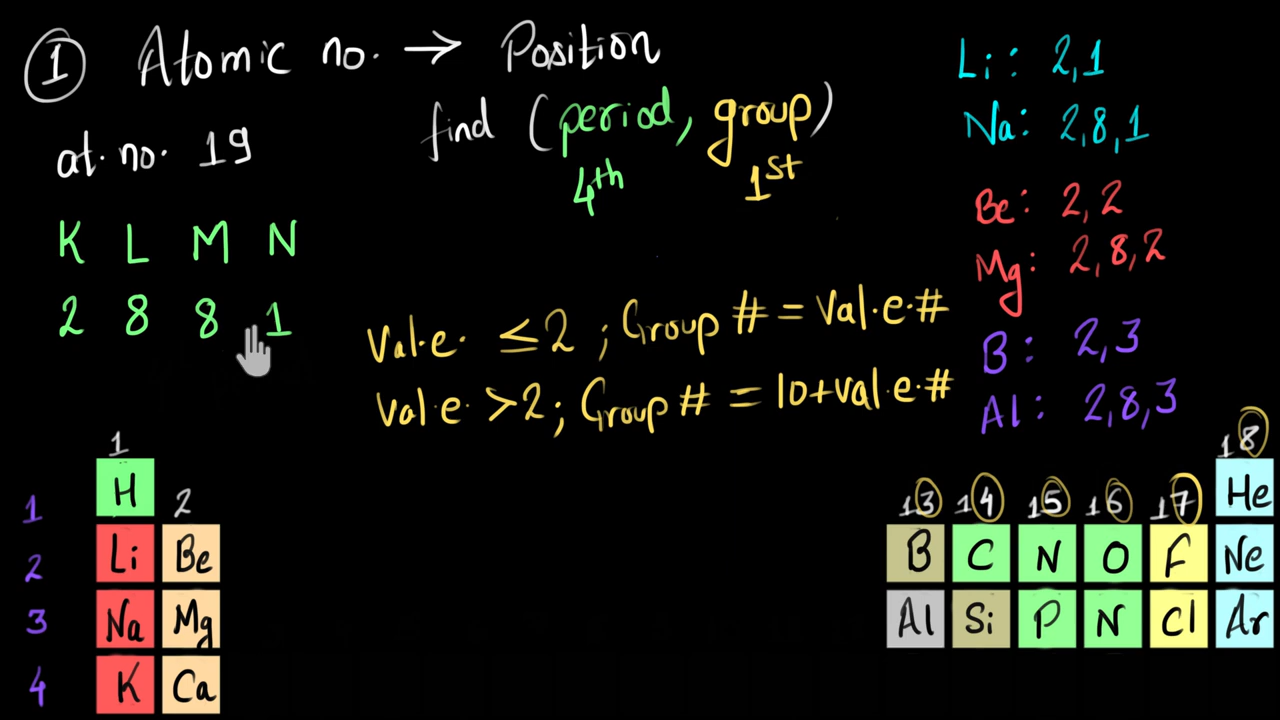 1 Atomic no. → Position
find (period, group)
4th 1st
at. no. 19
K L M N
2 8 8 1
Val.e. ≤2 ; Group # = Val.e.#
Val.e. >2; Group # = 10+val.e.#
Li: 2,1
Na: 2,8,1
Be: 2,2
Mg: 2,8,2
B: 2,3
Al: 2,8,3
1 18
1 H 2 13 14 15 16 17 He
2 Li Be B C N O F Ne
3 Na Mg Al Si P N Cl Ar
4 K Ca